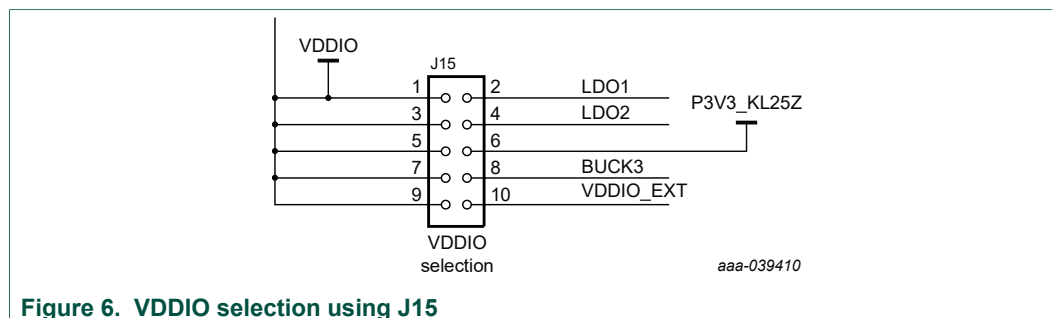 VDDIO
J15
1 2 LDO1
P3V3_KL25Z
3 4 LDO2
5 6
7 8 BUCK3
9 10 VDDIO_EXT
VDDIO
selection
aaa-039410
Figure 6. VDDIO selection using J15